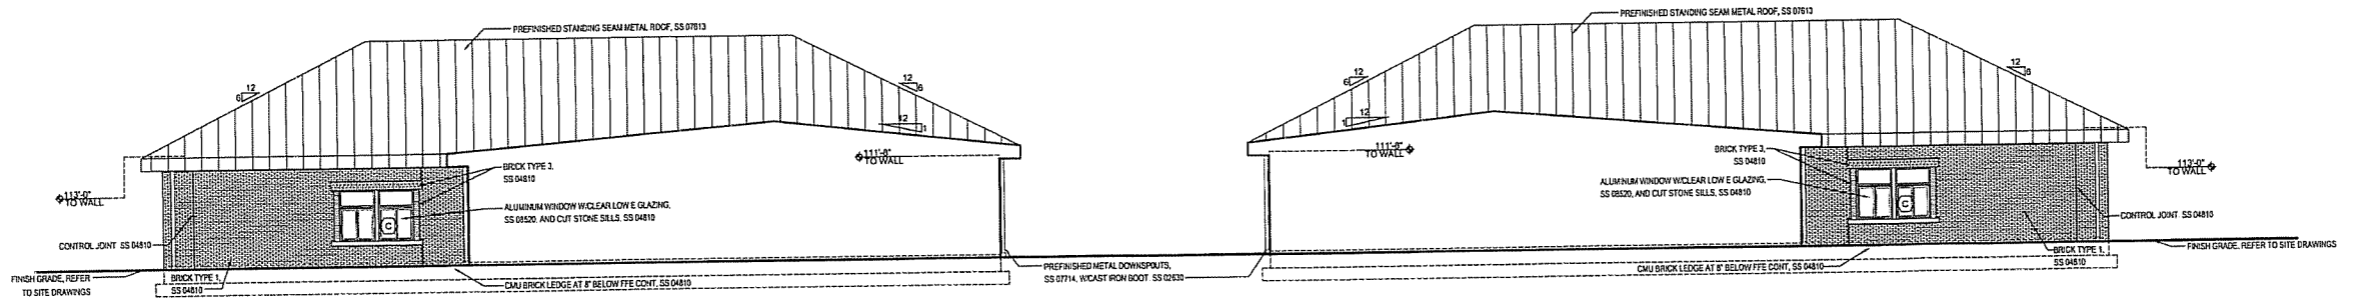 PREFINISHED STANDING SEAM METAL ROOF, SS 07613
12
6
12
6
12
1
111'-8"
TO WALL
113'-0"
TO WALL
BRICK TYPE 3,
SS 04810
ALUMINUM WINDOW W/CLEAR LOW E GLAZING,
SS 08520, AND CUT STONE SILLS, SS 04810
C
CONTROL JOINT SS 04810
FINISH GRADE, REFER
TO SITE DRAWINGS
BRICK TYPE 1,
SS 04810
CMU BRICK LEDGE AT 8" BELOW FFE CONT, SS 04810
PREFINISHED METAL DOWNSPOUTS,
SS 07714, W/CAST IRON BOOT SS 02630
PREFINISHED STANDING SEAM METAL ROOF, SS 07613
12
6
12
1
12
6
111'-8"
TO WALL
BRICK TYPE 3,
SS 04810
ALUMINUM WINDOW W/CLEAR LOW E GLAZING,
SS 08520, AND CUT STONE SILLS, SS 04810
C
113'-0"
TO WALL
CONTROL JOINT SS 04810
FINISH GRADE, REFER TO SITE DRAWINGS
BRICK TYPE 1,
SS 04810
CMU BRICK LEDGE AT 8" BELOW FFE CONT, SS 04810